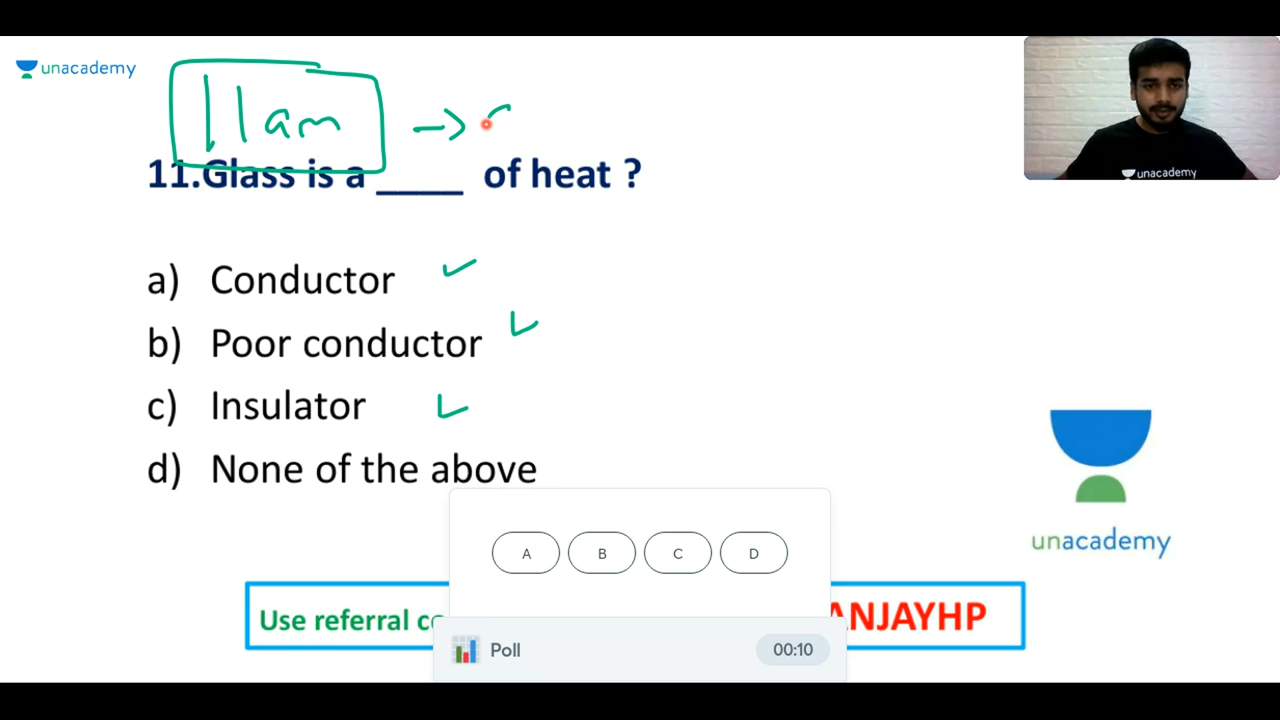 unacademy
11am →
11.Glass is a ____ of heat ?
unacademy
a) Conductor
b) Poor conductor
c) Insulator
d) None of the above
A B C D
unacademy
Use referral
ANJAYHP
Poll 00:10